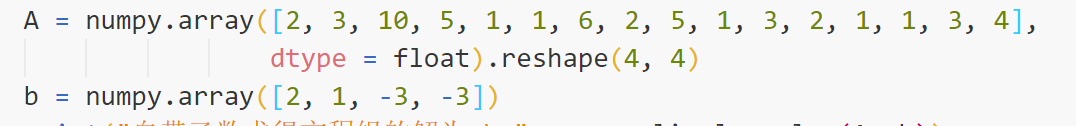 A = numpy.array([2, 3, 10, 5, 1, 1, 6, 2, 5, 1, 3, 2, 1, 1, 3, 4],
dtype = float).reshape(4, 4)
b = numpy.array([2, 1, -3, -3])